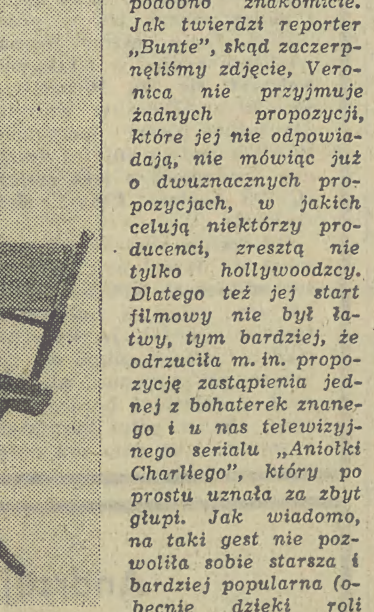 podobno znakomicie.
Jak twierdzi reporter
„Bunte”, skąd zaczerp-
nęliśmy zdjęcie, Vero-
nica nie przyjmuje
żadnych propozycji,
które jej nie odpowia-
dają, nie mówiąc już
o dwuznacznych pro-
pozycjach, w jakich
celują niektórzy pro-
ducenci, zresztą nie
tylko hollywoodzcy.
Dlatego też jej start
filmowy nie był ła-
twy, tym bardziej, że
odrzuciła m. in. propo-
zycję zastąpienia jed-
nej z bohaterek znane-
go i u nas telewizyj-
nego serialu „Aniołki
Charliego”, który po
prostu uznała za zbyt
głupi. Jak wiadomo,
na taki gest nie poz-
woliła sobie starsza i
bardziej popularna (o-
becnie dzięki roli